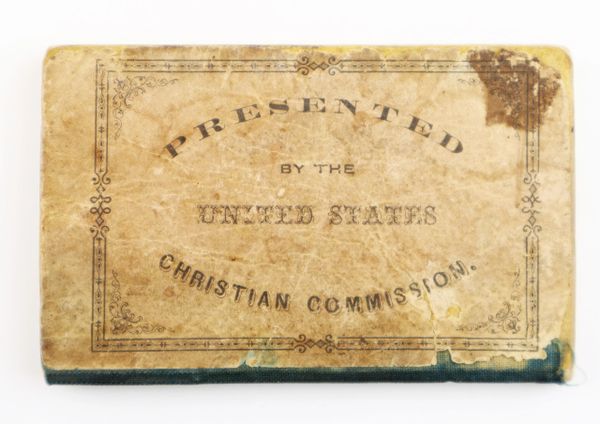 PRESENTED
BY THE
UNITED STATES
CHRISTIAN COMMISSION.